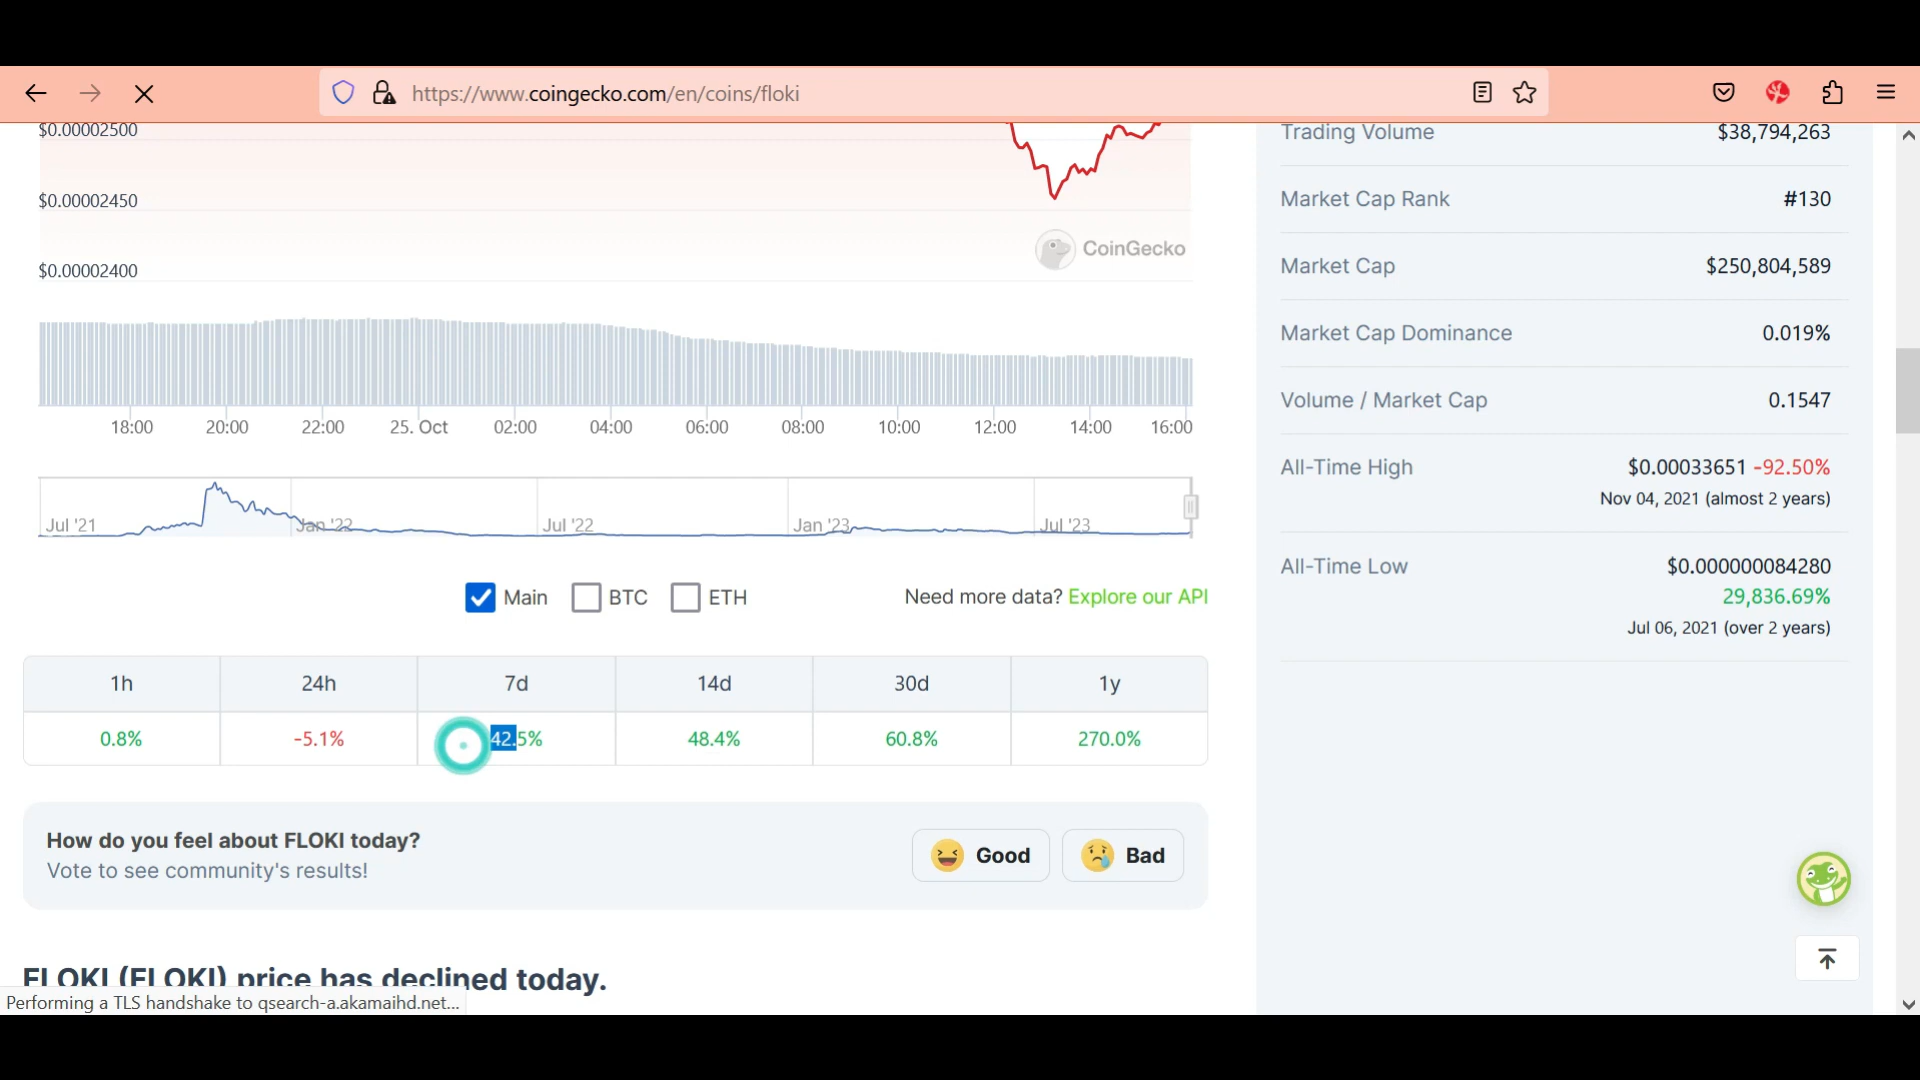 https://www.coingecko.com/en/coins/floki
$0.00002500
$0.00002450
$0.00002400
CoinGecko
18:00 20:00 22:00 25. Oct 02:00 04:00 06:00 08:00 10:00 12:00 14:00 16:00
Jul '21 Jan '22 Jul '22 Jan '23 Jul '23
Main BTC ETH
Need more data? Explore our API
1h 24h 7d 14d 30d 1y
0.8% -5.1% 42.5% 48.4% 60.8% 270.0%
How do you feel about FLOKI today?
Vote to see community's results!
Good Bad
FLOKI (FLOKI) price has declined today.
Performing a TLS handshake to qsearch-a.akamaihd.net...
Trading Volume $38,794,263
Market Cap Rank #130
Market Cap $250,804,589
Market Cap Dominance 0.019%
Volume / Market Cap 0.1547
All-Time High $0.00033651 -92.50%
Nov 04, 2021 (almost 2 years)
All-Time Low $0.000000084280
29,836.69%
Jul 06, 2021 (over 2 years)